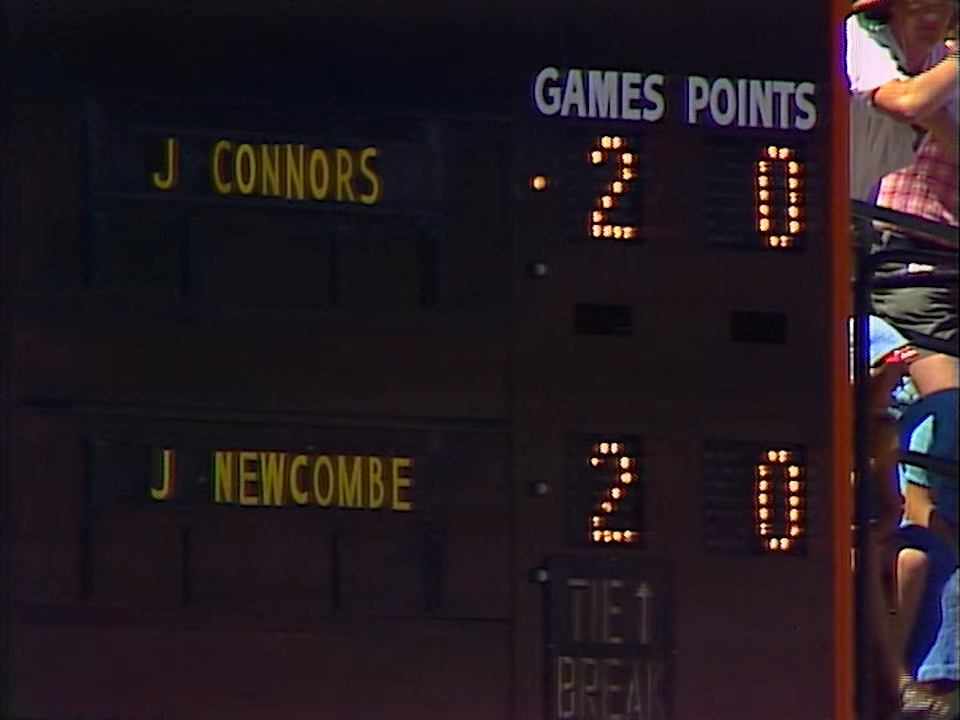 GAMES POINTS
J CONNORS 2 0
J NEWCOMBE 2 0
TIE ↑
BREAK